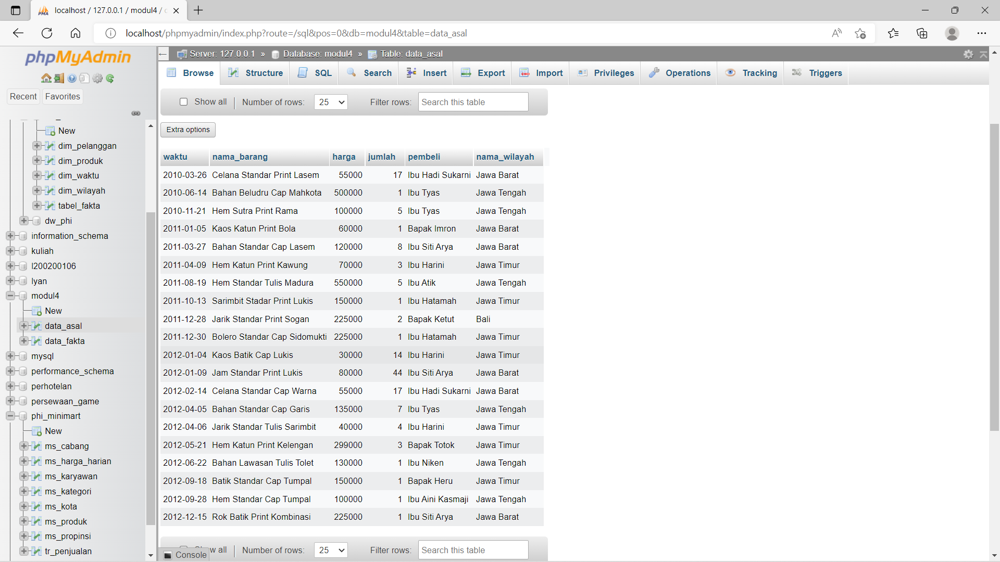 localhost / 127.0.0.1 / modul4 /
localhost/phpmyadmin/index.php?route=/sql&pos=0&db=modul4&table=data_asal
phpMyAdmin
Recent Favorites
New
dim_pelanggan
dim_produk
dim_waktu
dim_wilayah
tabel_fakta
dw_phi
information_schema
kuliah
l200200106
lyan
modul4
New
data_asal
data_fakta
mysql
performance_schema
perhotelan
persewaan_game
phi_minimart
New
ms_cabang
ms_harga_harian
ms_karyawan
ms_kategori
ms_kota
ms_produk
ms_propinsi
tr_penjualan
Server: 127.0.0.1 » Database: modul4 » Table: data_asal
Browse Structure SQL Search Insert Export Import Privileges Operations Tracking Triggers
Show all Number of rows: 25 Filter rows: Search this table
Extra options
waktu nama_barang harga jumlah pembeli nama_wilayah
2010-03-26 Celana Standar Print Lasem 55000 17 Ibu Hadi Sukarni Jawa Barat
2010-06-14 Bahan Beludru Cap Mahkota 500000 1 Ibu Tyas Jawa Tengah
2010-11-21 Hem Sutra Print Rama 100000 5 Ibu Tyas Jawa Tengah
2011-01-05 Kaos Katun Print Bola 60000 1 Bapak Imron Jawa Barat
2011-03-27 Bahan Standar Cap Lasem 120000 8 Ibu Siti Arya Jawa Barat
2011-04-09 Hem Katun Print Kawung 70000 3 Ibu Harini Jawa Timur
2011-08-19 Hem Standar Tulis Madura 550000 5 Ibu Atik Jawa Tengah
2011-10-13 Sarimbit Stadar Print Lukis 150000 1 Ibu Hatamah Jawa Timur
2011-12-28 Jarik Standar Print Sogan 225000 2 Bapak Ketut Bali
2011-12-30 Bolero Standar Cap Sidomukti 225000 1 Ibu Hatamah Jawa Timur
2012-01-04 Kaos Batik Cap Lukis 30000 14 Ibu Harini Jawa Timur
2012-01-09 Jam Standar Print Lukis 80000 44 Ibu Siti Arya Jawa Barat
2012-02-14 Celana Standar Cap Warna 55000 17 Ibu Hadi Sukarni Jawa Barat
2012-04-05 Bahan Standar Cap Garis 135000 7 Ibu Tyas Jawa Tengah
2012-04-06 Jarik Standar Tulis Sarimbit 40000 4 Ibu Harini Jawa Timur
2012-05-21 Hem Katun Print Kelengan 299000 3 Bapak Totok Jawa Timur
2012-06-22 Bahan Lawasan Tulis Tolet 130000 1 Ibu Niken Jawa Tengah
2012-09-18 Batik Standar Cap Tumpal 150000 1 Bapak Heru Jawa Timur
2012-09-28 Hem Standar Cap Tumpal 100000 1 Ibu Aini Kasmaji Jawa Tengah
2012-12-15 Rok Batik Print Kombinasi 225000 1 Ibu Siti Arya Jawa Barat
all Number of rows: 25 Filter rows: Search this table
Console